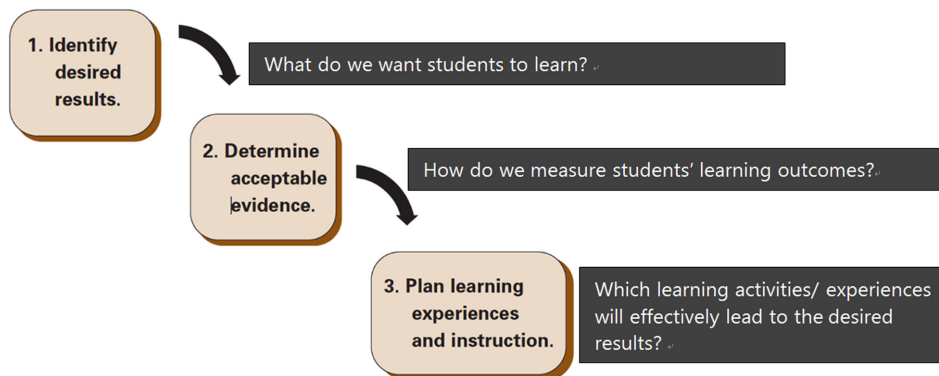 1. Identify
desired
results.
What do we want students to learn?
2. Determine
acceptable
evidence.
How do we measure students’ learning outcomes?
3. Plan learning
experiences
and instruction.
Which learning activities/ experiences
will effectively lead to the desired
results?